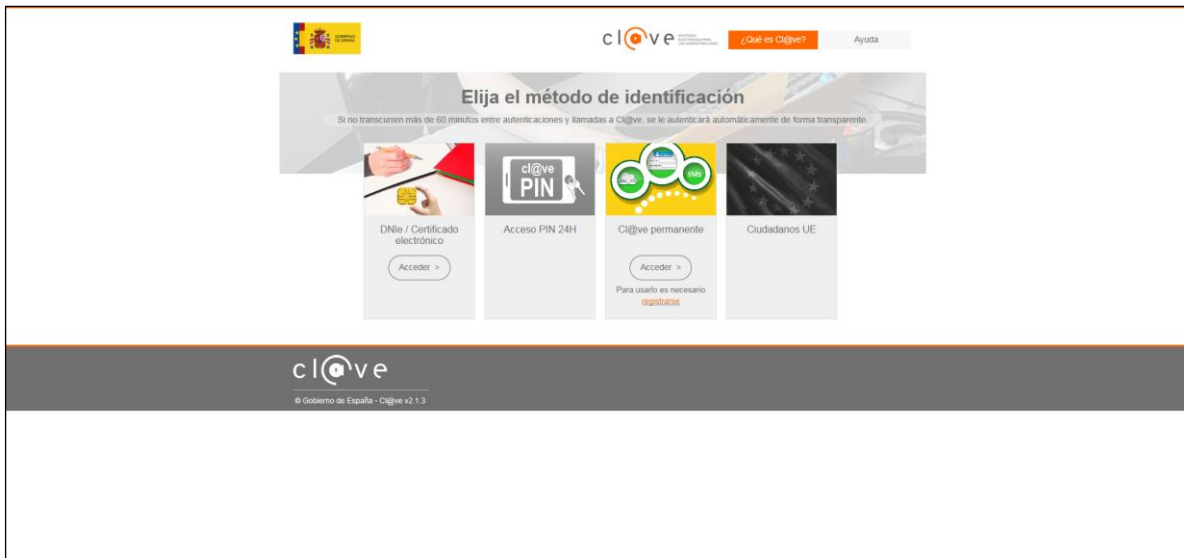 GOBIERNO
DE ESPAÑA
cl@ve
¿Qué es Cl@ve?
Ayuda
Elija el método de identificación
Si no transcurren más de 60 minutos entre autenticaciones y llamadas a Cl@ve, se le autenticará automáticamente de forma transparente.
cl@ve
PIN
SMS
DNIe / Certificado
electrónico
Acceder >
Acceso PIN 24H
Cl@ve permanente
Acceder >
Para usarlo es necesario
registrarse
Ciudadanos UE
cl@ve
© Gobierno de España - Cl@ve v2.1.3